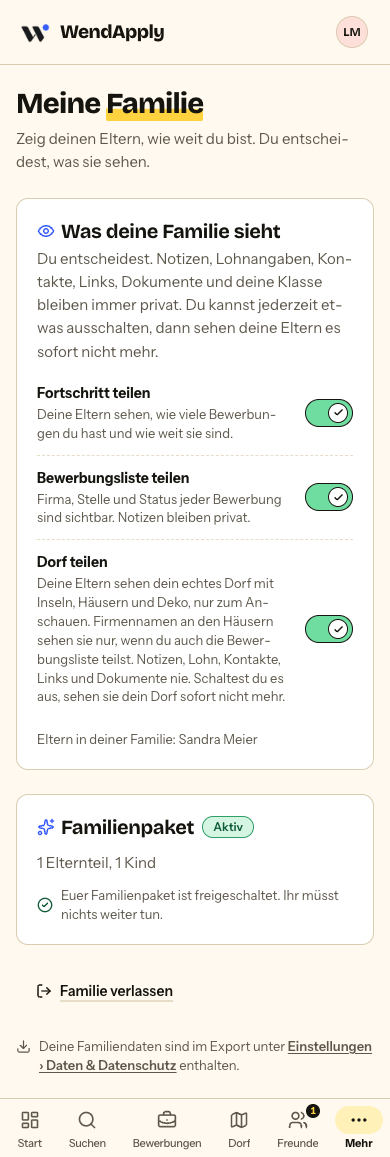 WendApply
LM
Meine Familie
Zeig deinen Eltern, wie weit du bist. Du entschei-
dest, was sie sehen.
Was deine Familie sieht
Du entscheidest. Notizen, Lohnangaben, Kon-
takte, Links, Dokumente und deine Klasse
bleiben immer privat. Du kannst jederzeit et-
was ausschalten, dann sehen deine Eltern es
sofort nicht mehr.
Fortschritt teilen
Deine Eltern sehen, wie viele Bewerbun-
gen du hast und wie weit sie sind.
Bewerbungsliste teilen
Firma, Stelle und Status jeder Bewerbung
sind sichtbar. Notizen bleiben privat.
Dorf teilen
Deine Eltern sehen dein echtes Dorf mit
Inseln, Häusern und Deko, nur zum An-
schauen. Firmennamen an den Häusern
sehen sie nur, wenn du auch die Bewer-
bungsliste teilst. Notizen, Lohn, Kontakte,
Links und Dokumente nie. Schaltest du es
aus, sehen sie dein Dorf sofort nicht mehr.
Eltern in deiner Familie: Sandra Meier
Familienpaket Aktiv
1 Elternteil, 1 Kind
Euer Familienpaket ist freigeschaltet. Ihr müsst
nichts weiter tun.
Familie verlassen
Deine Familiendaten sind im Export unter Einstellungen
› Daten & Datenschutz enthalten.
1
Start Suchen Bewerbungen Dorf Freunde Mehr